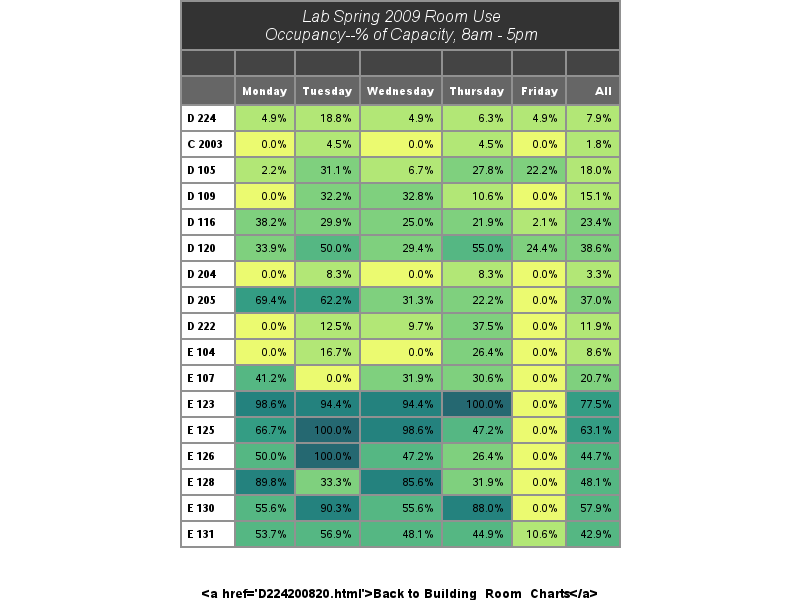 Lab Spring 2009 Room Use
Occupancy--% of Capacity, 8am - 5pm
Monday Tuesday Wednesday Thursday Friday All
D 224 4.9% 18.8% 4.9% 6.3% 4.9% 7.9%
C 2003 0.0% 4.5% 0.0% 4.5% 0.0% 1.8%
D 105 2.2% 31.1% 6.7% 27.8% 22.2% 18.0%
D 109 0.0% 32.2% 32.8% 10.6% 0.0% 15.1%
D 116 38.2% 29.9% 25.0% 21.9% 2.1% 23.4%
D 120 33.9% 50.0% 29.4% 55.0% 24.4% 38.6%
D 204 0.0% 8.3% 0.0% 8.3% 0.0% 3.3%
D 205 69.4% 62.2% 31.3% 22.2% 0.0% 37.0%
D 222 0.0% 12.5% 9.7% 37.5% 0.0% 11.9%
E 104 0.0% 16.7% 0.0% 26.4% 0.0% 8.6%
E 107 41.2% 0.0% 31.9% 30.6% 0.0% 20.7%
E 123 98.6% 94.4% 94.4% 100.0% 0.0% 77.5%
E 125 66.7% 100.0% 98.6% 47.2% 0.0% 63.1%
E 126 50.0% 100.0% 47.2% 26.4% 0.0% 44.7%
E 128 89.8% 33.3% 85.6% 31.9% 0.0% 48.1%
E 130 55.6% 90.3% 55.6% 88.0% 0.0% 57.9%
E 131 53.7% 56.9% 48.1% 44.9% 10.6% 42.9%
<a href='D224200820.html'>Back to Building_Room_Charts</a>